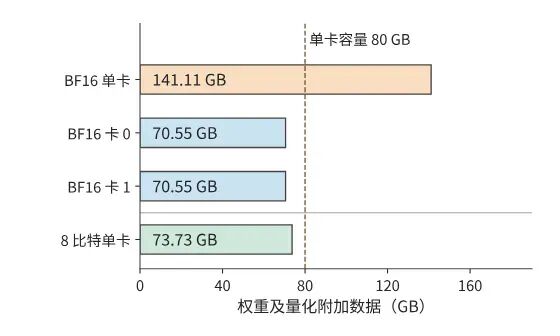 单卡容量 80 GB
BF16 单卡 141.11 GB
BF16 卡 0 70.55 GB
BF16 卡 1 70.55 GB
8 比特单卡 73.73 GB
0 40 80 120 160
权重及量化附加数据（GB）